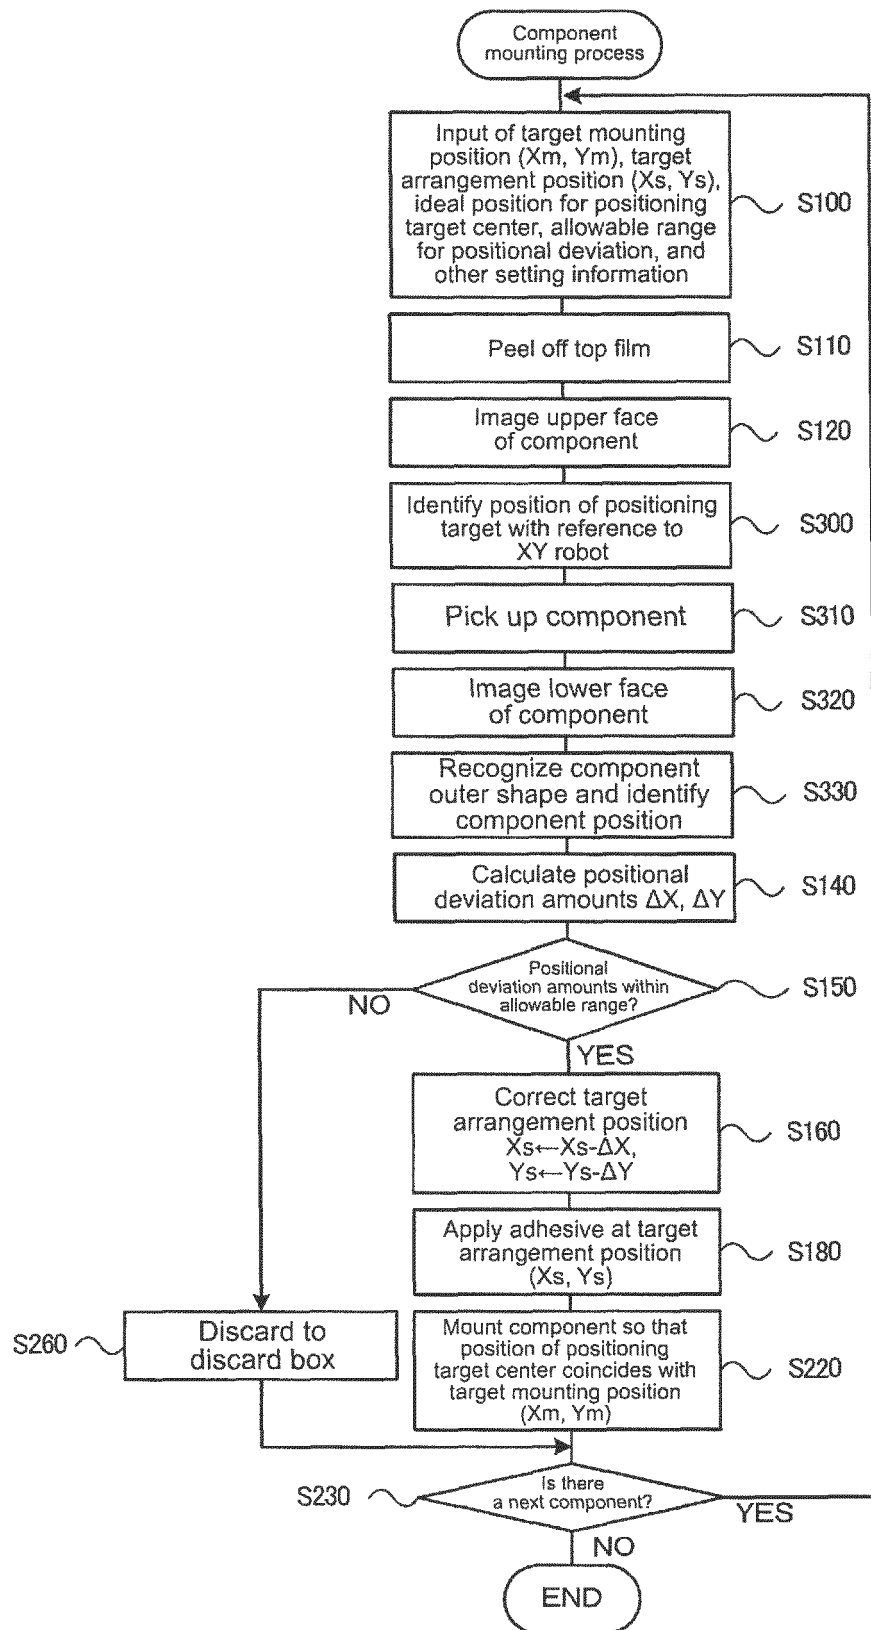 Component
mounting process
Input of target mounting
position (Xm, Ym), target
arrangement position (Xs, Ys),
ideal position for positioning
target center, allowable range
for positional deviation, and
other setting information
S100
Peel off top film
S110
Image upper face
of component
S120
Identify position of positioning
target with reference to
XY robot
S300
Pick up component
S310
Image lower face
of component
S320
Recognize component
outer shape and identify
component position
S330
Calculate positional
deviation amounts ΔX, ΔY
S140
Positional
deviation amounts within
allowable range?
S150
NO
YES
Correct target
arrangement position
Xs←Xs-ΔX,
Ys←Ys-ΔY
S160
Apply adhesive at target
arrangement position
(Xs, Ys)
S180
S260
Discard to
discard box
Mount component so that
position of positioning
target center coincides with
target mounting position
(Xm, Ym)
S220
S230
Is there
a next component?
YES
NO
END